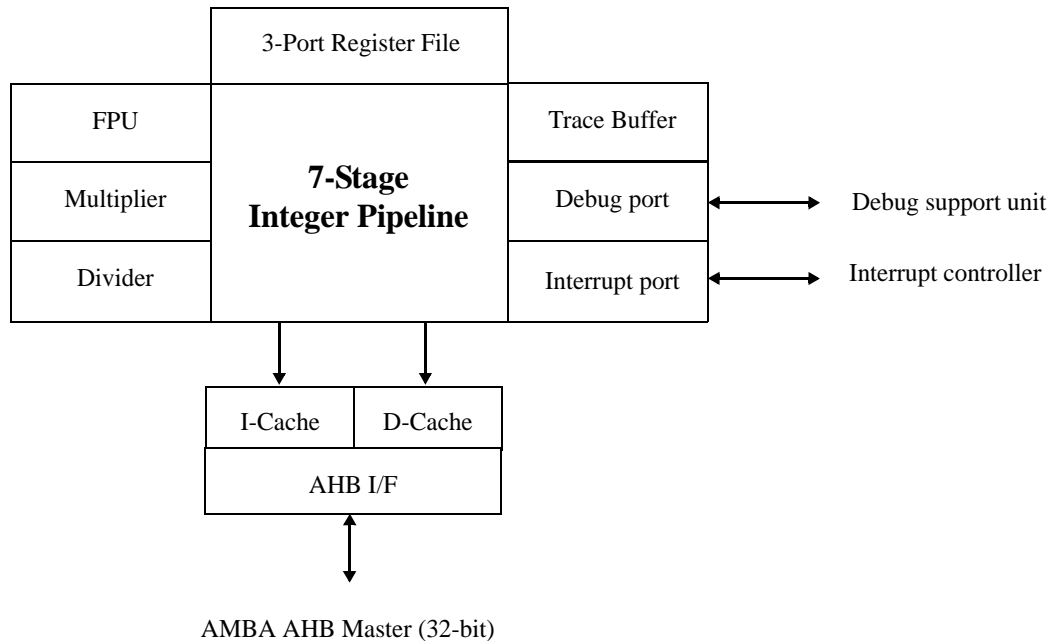 3-Port Register File
FPU
Trace Buffer
7-Stage
Integer Pipeline
Multiplier
Debug port
Debug support unit
Divider
Interrupt port
Interrupt controller
I-Cache
D-Cache
AHB I/F
AMBA AHB Master (32-bit)